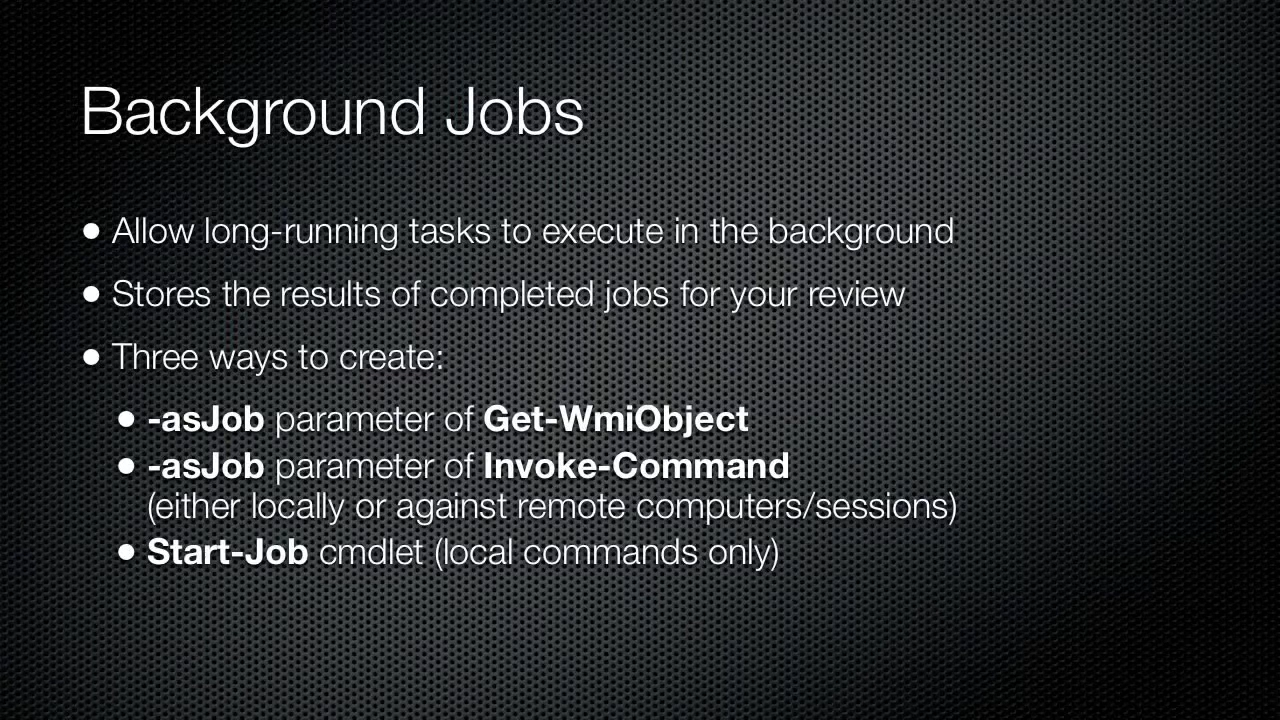 Background Jobs
• Allow long-running tasks to execute in the background
• Stores the results of completed jobs for your review
• Three ways to create:
• -asJob parameter of Get-WmiObject
• -asJob parameter of Invoke-Command
(either locally or against remote computers/sessions)
• Start-Job cmdlet (local commands only)